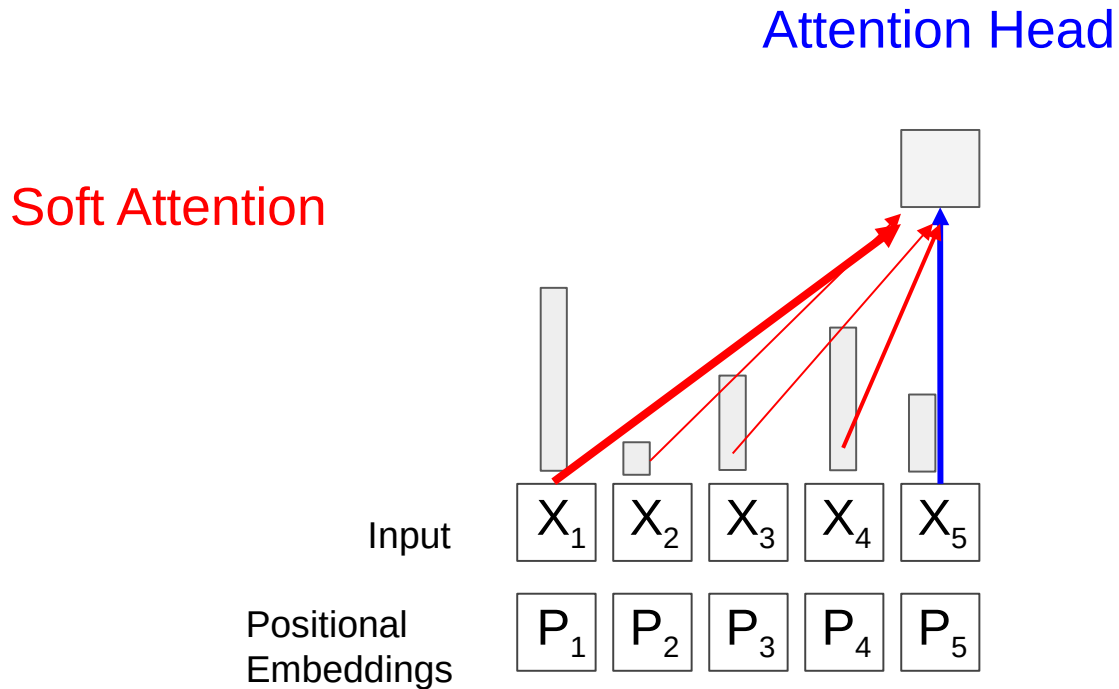 Attention Head
Soft Attention
Input X₁ X₂ X₃ X₄ X₅
Positional
Embeddings P₁ P₂ P₃ P₄ P₅